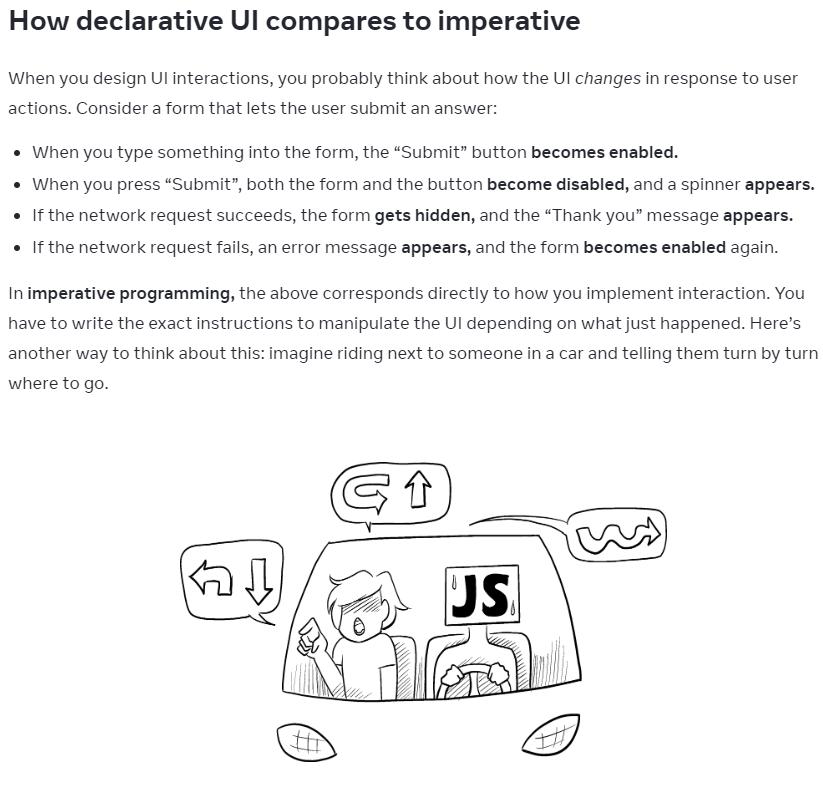 How declarative UI compares to imperative
When you design UI interactions, you probably think about how the UI changes in response to user
actions. Consider a form that lets the user submit an answer:
• When you type something into the form, the “Submit” button becomes enabled.
• When you press “Submit”, both the form and the button become disabled, and a spinner appears.
• If the network request succeeds, the form gets hidden, and the “Thank you” message appears.
• If the network request fails, an error message appears, and the form becomes enabled again.
In imperative programming, the above corresponds directly to how you implement interaction. You
have to write the exact instructions to manipulate the UI depending on what just happened. Here’s
another way to think about this: imagine riding next to someone in a car and telling them turn by turn
where to go.
JS